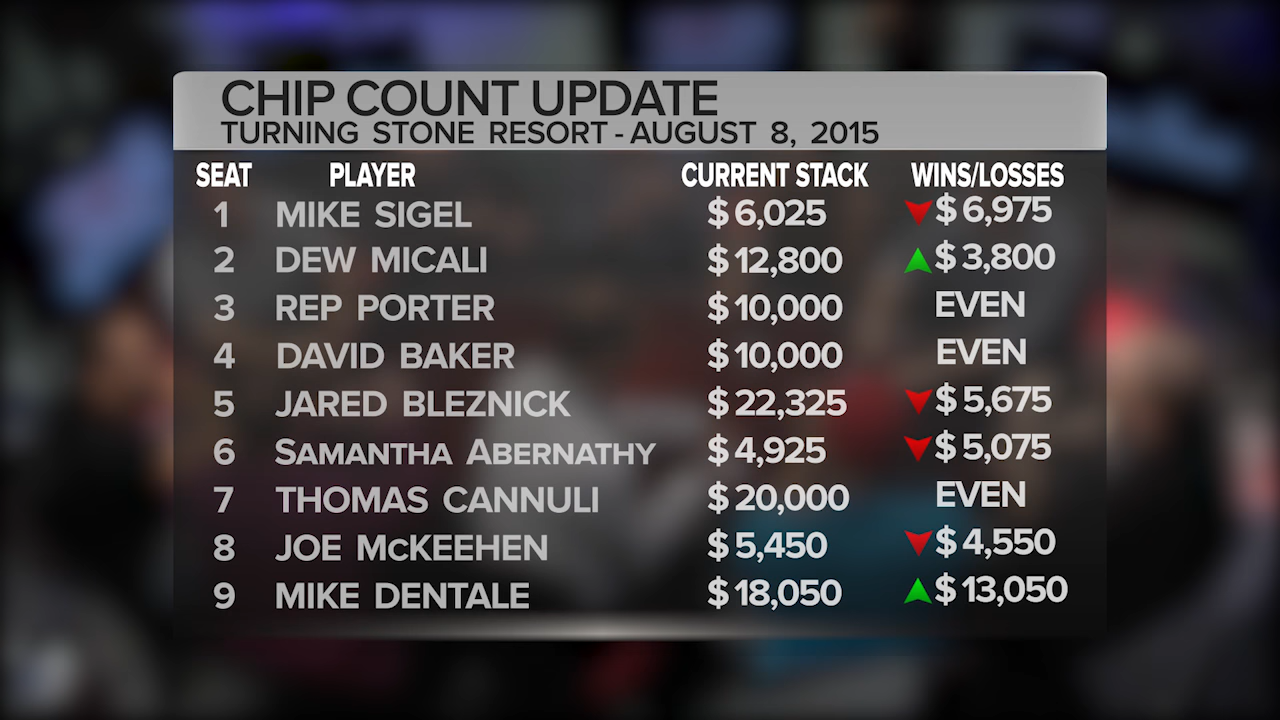 CHIP COUNT UPDATE
TURNING STONE RESORT - AUGUST 8, 2015
SEAT PLAYER CURRENT STACK WINS/LOSSES
1 MIKE SIGEL $6,025 $6,975
2 DEW MICALI $12,800 $3,800
3 REP PORTER $10,000 EVEN
4 DAVID BAKER $10,000 EVEN
5 JARED BLEZNICK $22,325 $5,675
6 SAMANTHA ABERNATHY $4,925 $5,075
7 THOMAS CANNULI $20,000 EVEN
8 JOE McKEEHEN $5,450 $4,550
9 MIKE DENTALE $18,050 $13,050